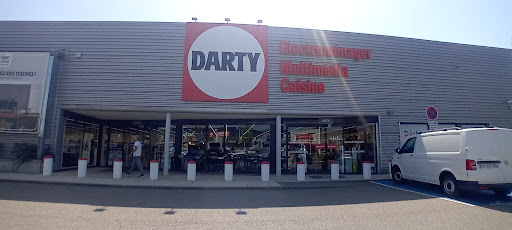 DARTY
Electroménager
Multimédia
Cuisine